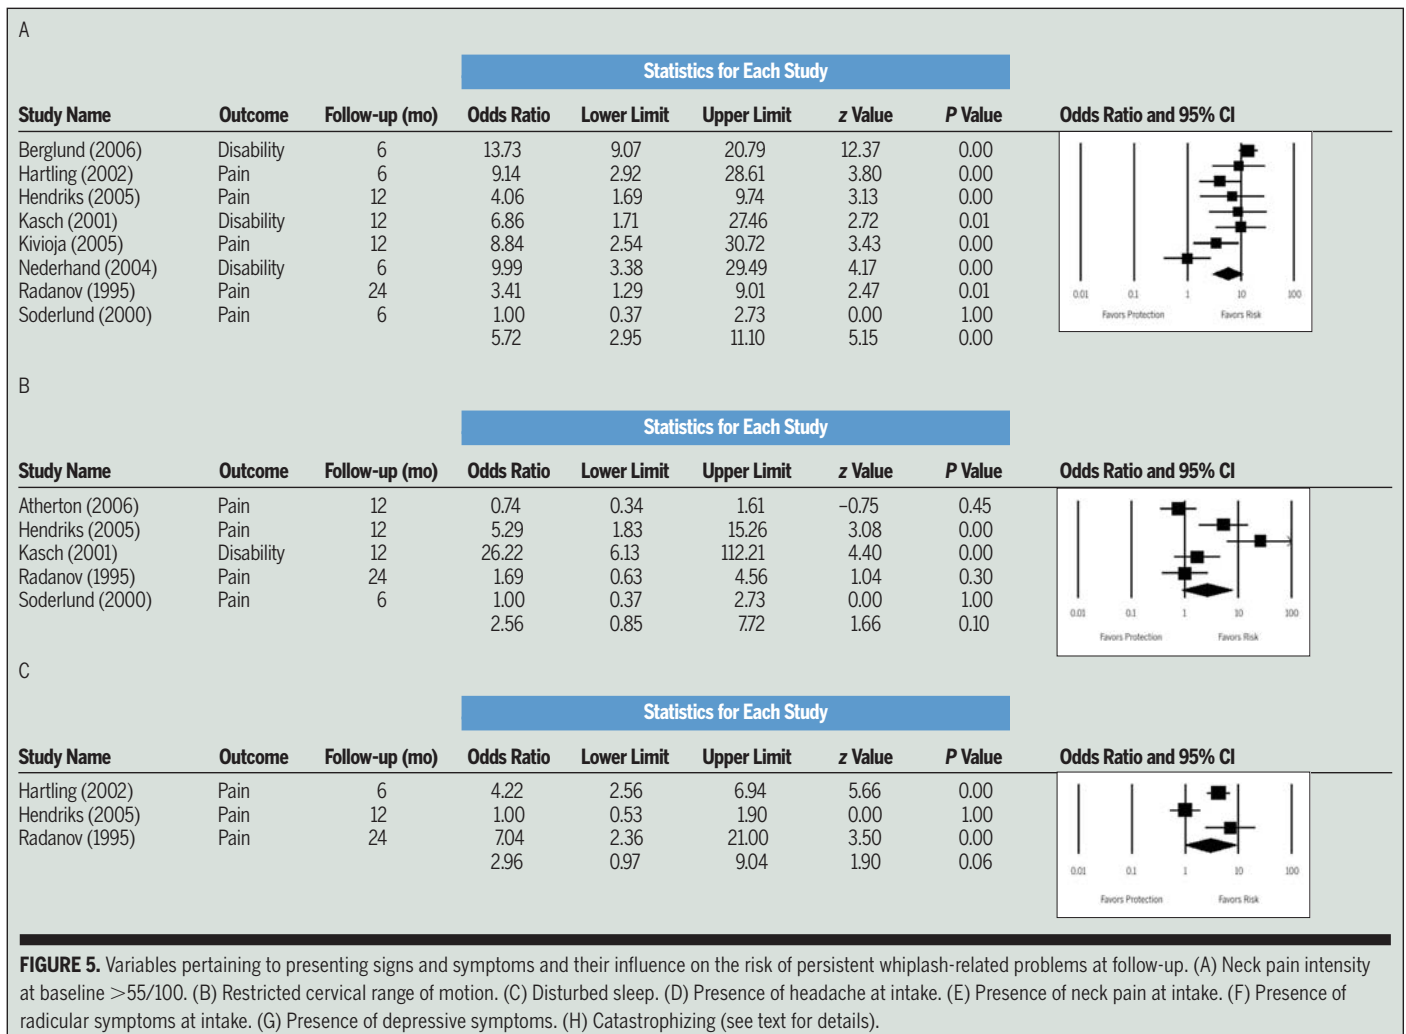 A
Statistics for Each Study
Study Name Outcome Follow-up (mo) Odds Ratio Lower Limit Upper Limit z Value P Value Odds Ratio and 95% CI
Berglund (2006) Disability 6 13.73 9.07 20.79 12.37 0.00
Hartling (2002) Pain 6 9.14 2.92 28.61 3.80 0.00
Hendriks (2005) Pain 12 4.06 1.69 9.74 3.13 0.00
Kasch (2001) Disability 12 6.86 1.71 27.46 2.72 0.01
Kivioja (2005) Pain 12 8.84 2.54 30.72 3.43 0.00
Nederhand (2004) Disability 6 9.99 3.38 29.49 4.17 0.00
Radanov (1995) Pain 24 3.41 1.29 9.01 2.47 0.01
Soderlund (2000) Pain 6 1.00 0.37 2.73 0.00 1.00
5.72 2.95 11.10 5.15 0.00
0.01 0.1 1 10 100
Favors Protection Favors Risk
B
Statistics for Each Study
Study Name Outcome Follow-up (mo) Odds Ratio Lower Limit Upper Limit z Value P Value Odds Ratio and 95% CI
Atherton (2006) Pain 12 0.74 0.34 1.61 –0.75 0.45
Hendriks (2005) Pain 12 5.29 1.83 15.26 3.08 0.00
Kasch (2001) Disability 12 26.22 6.13 112.21 4.40 0.00
Radanov (1995) Pain 24 1.69 0.63 4.56 1.04 0.30
Soderlund (2000) Pain 6 1.00 0.37 2.73 0.00 1.00
2.56 0.85 7.72 1.66 0.10
0.01 0.1 1 10 100
Favors Protection Favors Risk
C
Statistics for Each Study
Study Name Outcome Follow-up (mo) Odds Ratio Lower Limit Upper Limit z Value P Value Odds Ratio and 95% CI
Hartling (2002) Pain 6 4.22 2.56 6.94 5.66 0.00
Hendriks (2005) Pain 12 1.00 0.53 1.90 0.00 1.00
Radanov (1995) Pain 24 7.04 2.36 21.00 3.50 0.00
2.96 0.97 9.04 1.90 0.06
0.01 0.1 1 10 100
Favors Protection Favors Risk
FIGURE 5. Variables pertaining to presenting signs and symptoms and their influence on the risk of persistent whiplash-related problems at follow-up. (A) Neck pain intensity
at baseline >55/100. (B) Restricted cervical range of motion. (C) Disturbed sleep. (D) Presence of headache at intake. (E) Presence of neck pain at intake. (F) Presence of
radicular symptoms at intake. (G) Presence of depressive symptoms. (H) Catastrophizing (see text for details).